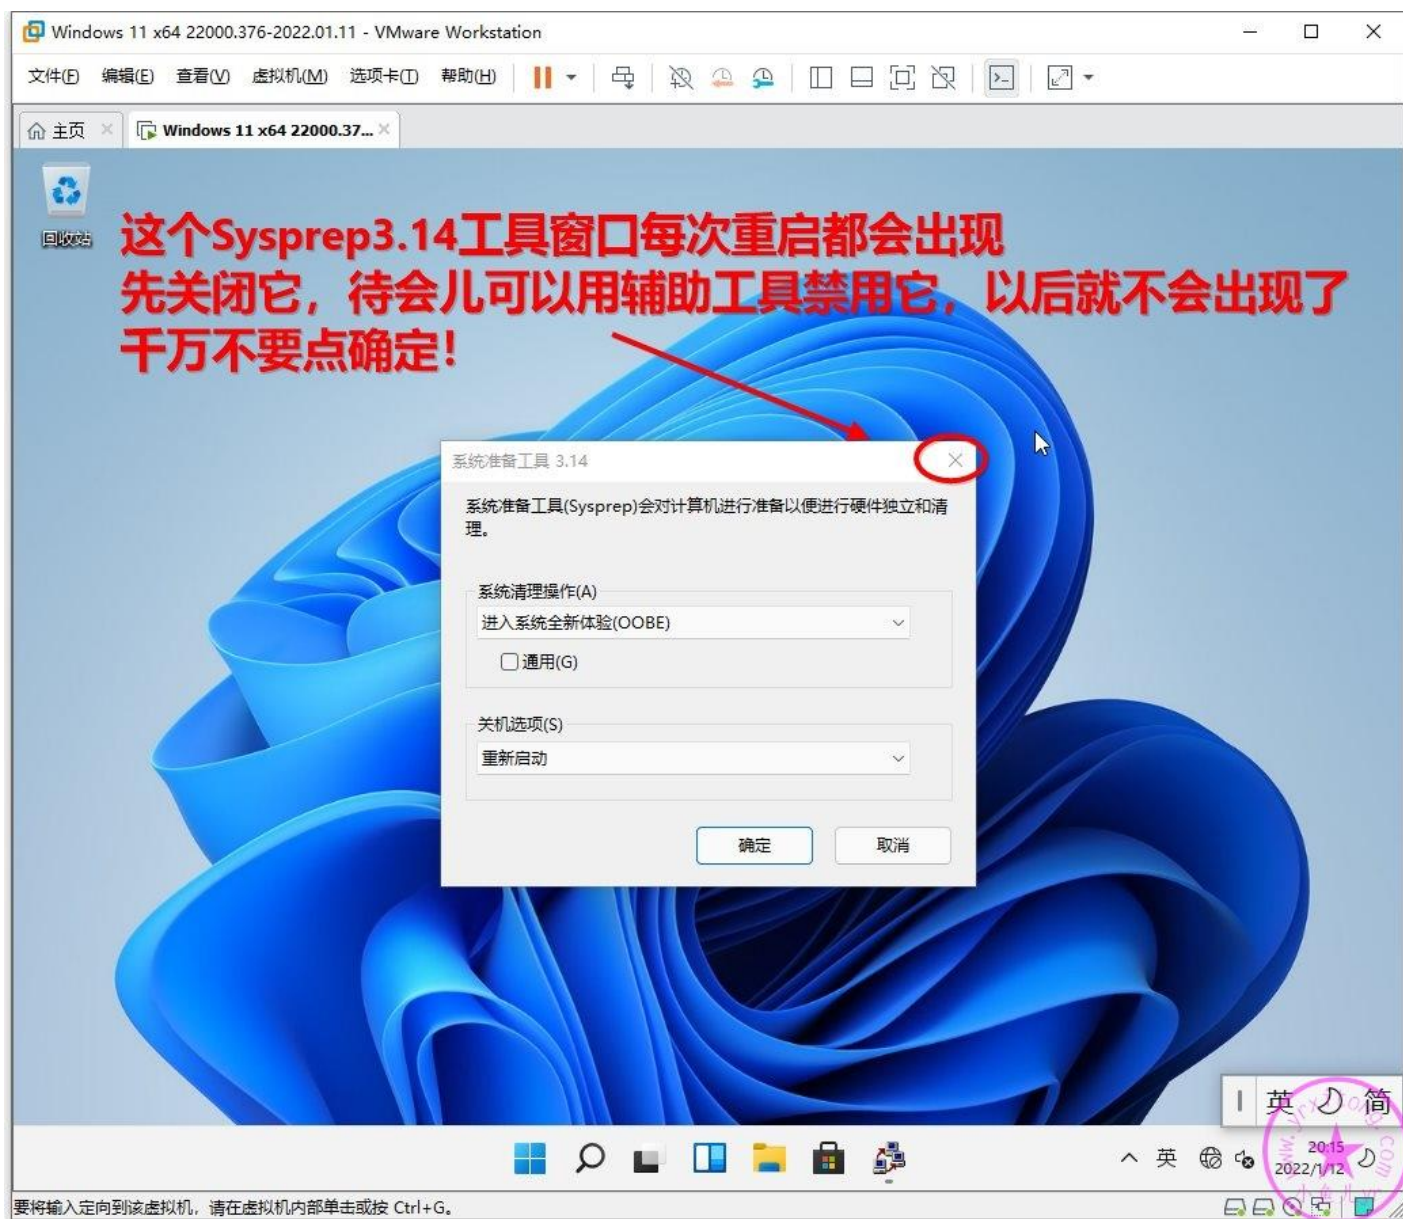 Windows 11 x64 22000.376-2022.01.11 - VMware Workstation
文件(F) 编辑(E) 查看(V) 虚拟机(M) 选项卡(T) 帮助(H)
主页
Windows 11 x64 22000.37...
回收站
这个Sysprep3.14工具窗口每次重启都会出现
先关闭它，待会儿可以用辅助工具禁用它，以后就不会出现了
千万不要点确定！
系统准备工具 3.14
系统准备工具(Sysprep)会对计算机进行准备以便进行硬件独立和清
理。
系统清理操作(A)
进入系统全新体验(OOBE)
通用(G)
关机选项(S)
重新启动
确定
取消
英
简
英
20:15
2022/1/12
小鱼儿yr
要将输入定向到该虚拟机，请在虚拟机内部单击或按 Ctrl+G。